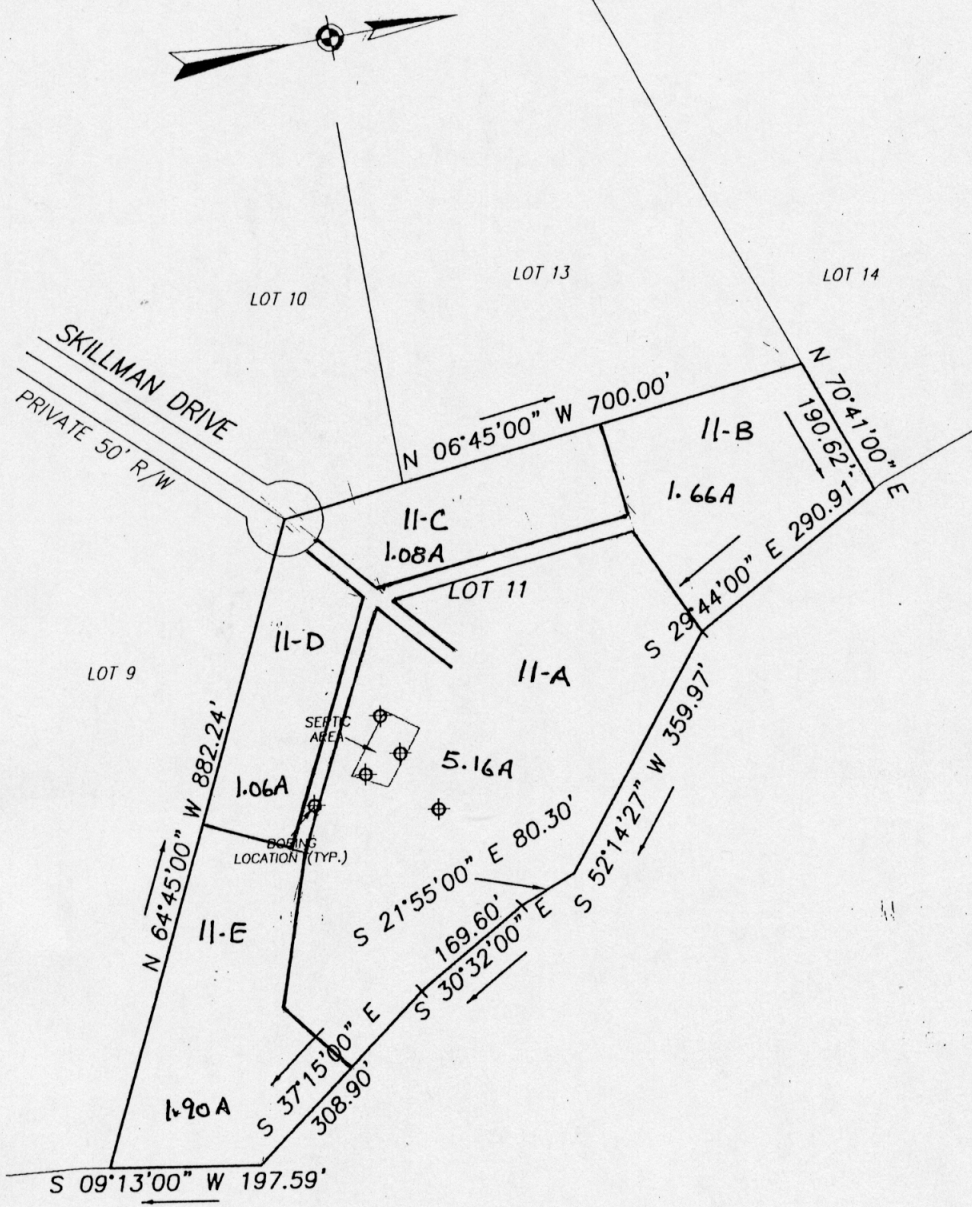 LOT 13
LOT 14
LOT 10
SKILLMAN DRIVE
PRIVATE 50' R/W
N 06°45'00" W 700.00'
N 70°41'00" E
190.62'
11-B
1.66A
11-C
1.08A
S 29°44'00" E 290.91'
LOT 11
11-D
11-A
LOT 9
S 52°14'27" W 359.97'
SEPTIC
AREA
5.16A
1.06A
N 64°45'00" W 882.24'
BORING
LOCATION (TYP.)
S 21°55'00" E 80.30'
169.60'
S 30°32'00" E
11-E
S 37°15'00" E
308.90'
1.90A
S 09°13'00" W 197.59'